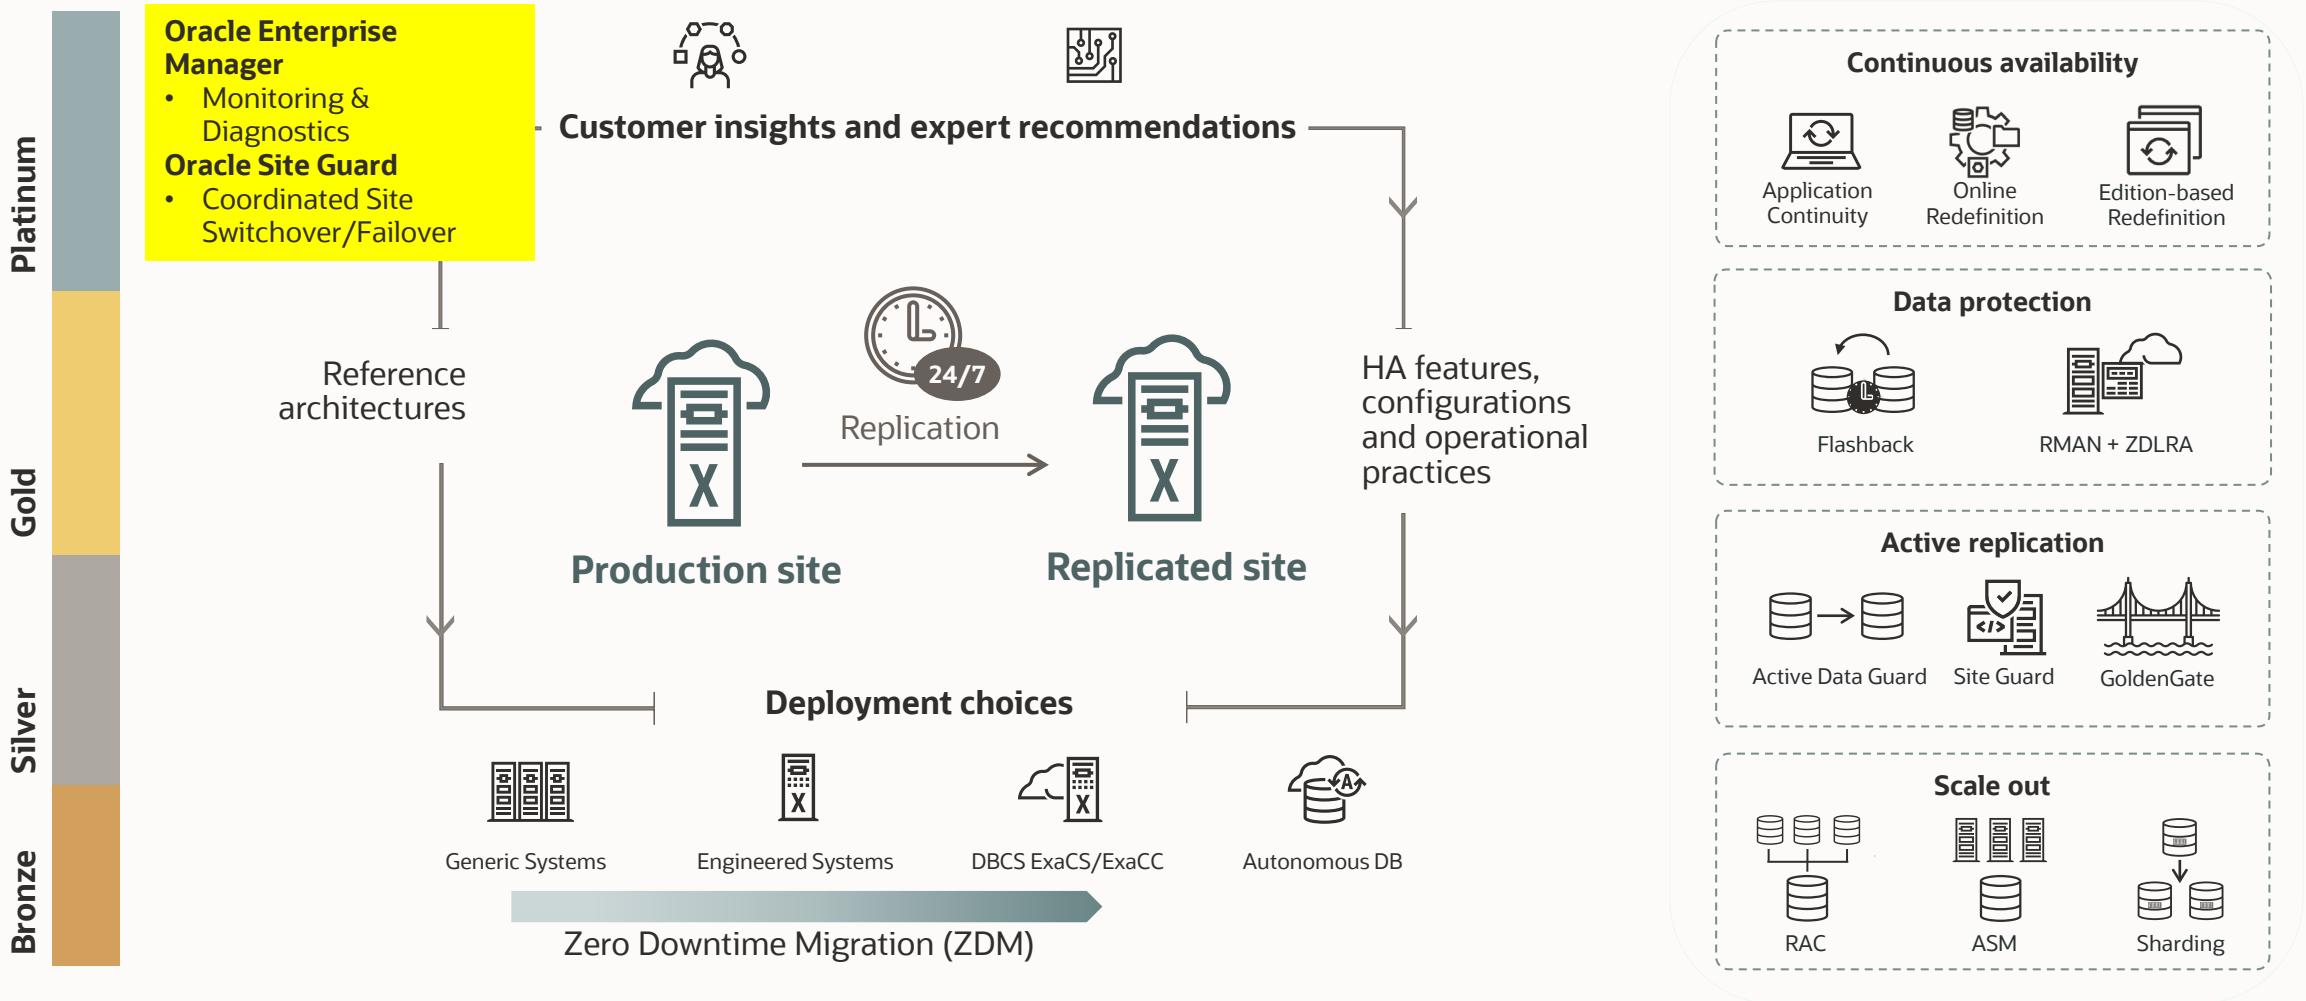 Platinum
Gold
Silver
Bronze
Oracle Enterprise
Manager
• Monitoring &
Diagnostics
Oracle Site Guard
• Coordinated Site
Switchover/Failover
Customer insights and expert recommendations
Reference
architectures
24/7
Replication
X
X
Production site
Replicated site
HA features,
configurations
and operational
practices
Deployment choices
X
X
A
Generic Systems
Engineered Systems
DBCS ExaCS/ExaCC
Autonomous DB
Zero Downtime Migration (ZDM)
Continuous availability
Application
Continuity
Online
Redefinition
Edition-based
Redefinition
Data protection
Flashback
RMAN + ZDLRA
Active replication
</>
Active Data Guard
Site Guard
GoldenGate
Scale out
RAC
ASM
Sharding